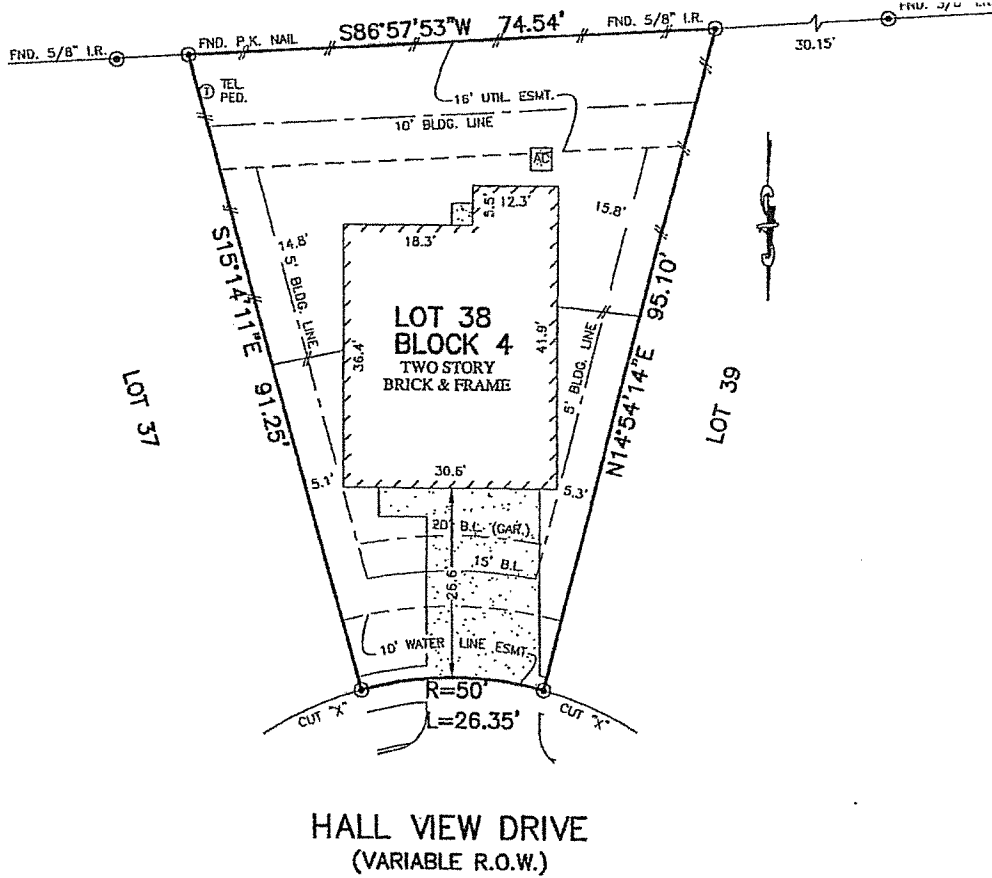 FND. 5/8" I.R.
FND. P.K. NAIL
S86°57'53"W 74.54'
FND. 5/8" I.R.
30.15'
FND. 5/8" I.R.
TEL.
PED.
16' UTIL. ESMT.
10' BLDG. LINE
AC
5.5'
12.3'
15.8'
18.3'
14.8'
5' BLDG. LINE
S15°14'11"E 91.25'
LOT 38
BLOCK 4
TWO STORY
BRICK & FRAME
36.4'
41.9'
5' BLDG. LINE
N14°54'14"E 95.10'
LOT 37
LOT 39
30.6'
5.1'
5.3'
20' B.L. (GAR.)
15' B.L.
26.6'
10' WATER LINE ESMT.
R=50'
L=26.35'
CUT "X"
CUT "X"
HALL VIEW DRIVE
(VARIABLE R.O.W.)